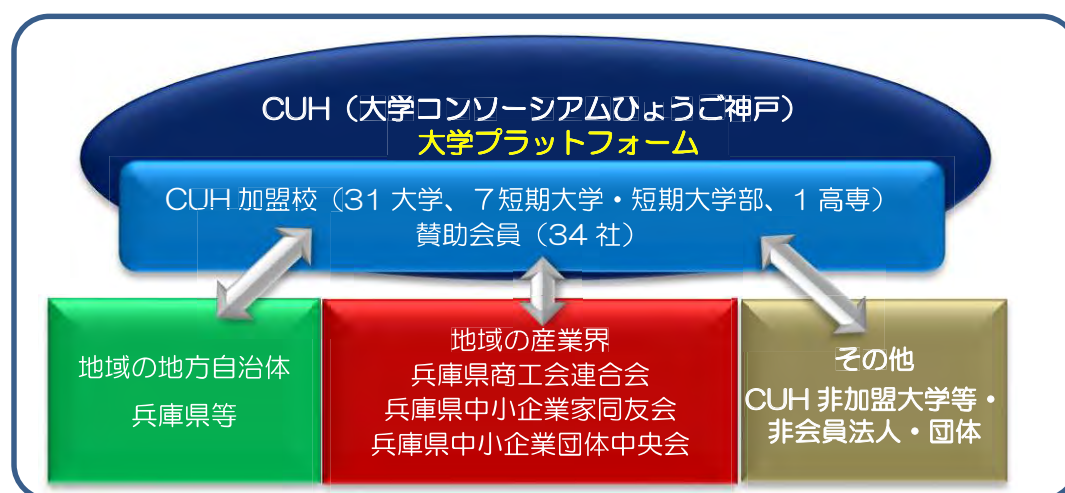 CUH（大学コンソーシアムひょうご神戸）
大学プラットフォーム
CUH 加盟校（31 大学、７短期大学・短期大学部、１高専）
賛助会員（34 社）
地域の地方自治体
兵庫県等
地域の産業界
兵庫県商工会連合会
兵庫県中小企業家同友会
兵庫県中小企業団体中央会
その他
CUH 非加盟大学等・
非会員法人・団体